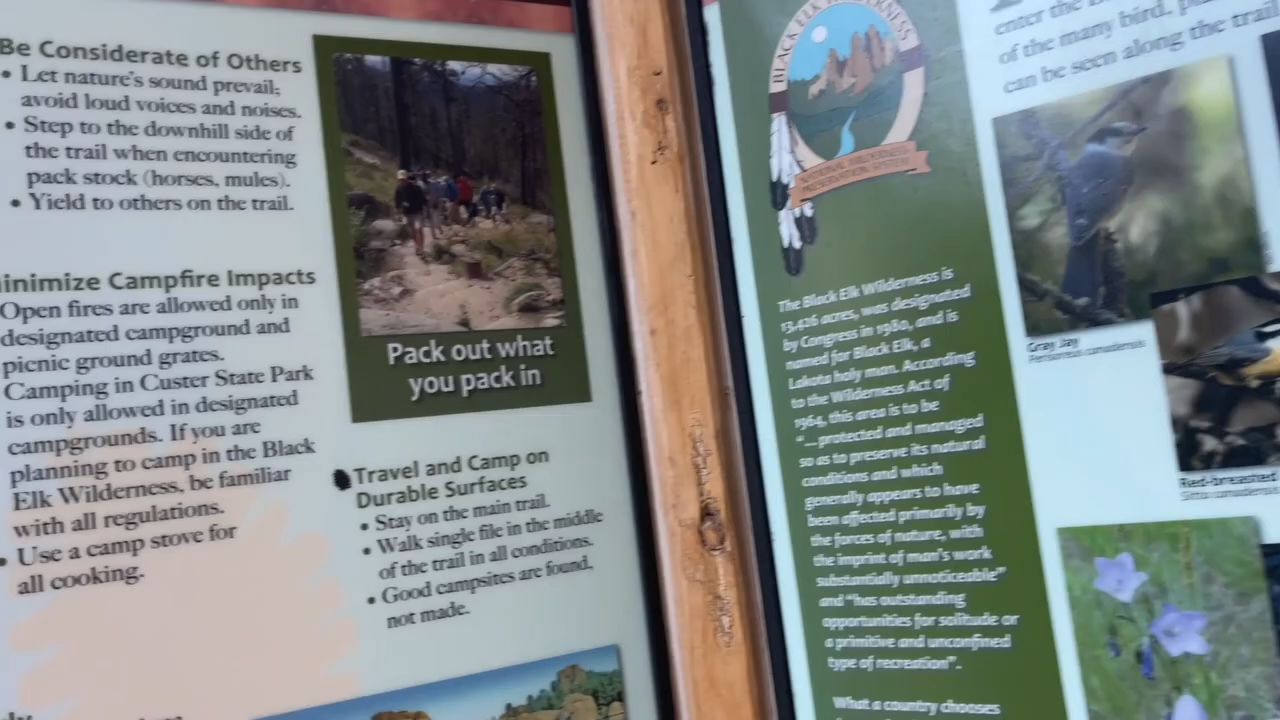 Be Considerate of Others
• Let nature's sound prevail;
avoid loud voices and noises.
• Step to the downhill side of
the trail when encountering
pack stock (horses, mules).
• Yield to others on the trail.
inimize Campfire Impacts
Open fires are allowed only in
designated campground and
picnic ground grates.
Camping in Custer State Park
is only allowed in designated
campgrounds. If you are
planning to camp in the Black
Elk Wilderness, be familiar
with all regulations.
• Use a camp stove for
all cooking.
Pack out what
you pack in
Travel and Camp on
Durable Surfaces
• Stay on the main trail.
• Walk single file in the middle
of the trail in all conditions.
• Good campsites are found,
not made.
BLACK ELK WILDERNESS
NATIONAL WILDERNESS
PRESERVATION SYSTEM
The Black Elk Wilderness is
13,426 acres, was designated
by Congress in 1980, and is
named for Black Elk, a
Lakota holy man. According
to the Wilderness Act of
1964, this area is to be
"... protected and managed
so as to preserve its natural
conditions and which
generally appears to have
been affected primarily by
the forces of nature, with
the imprint of man's work
substantially unnoticeable"
and "has outstanding
opportunities for solitude or
a primitive and unconfined
type of recreation".
What a country chooses
enter the
of the many bird,
can be seen along the trail
Gray Jay
Perisoreus canadensis
Red-breasted
Sitta canadensis